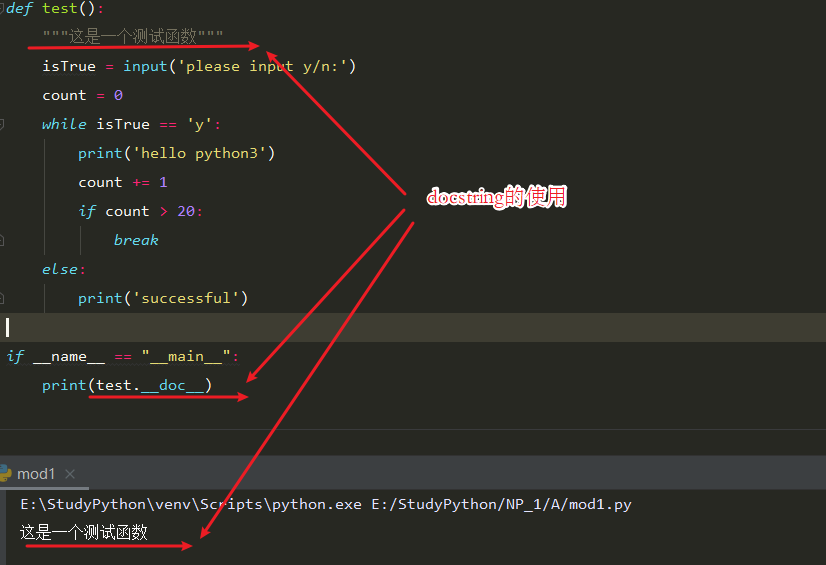 def test():
"""这是一个测试函数"""
isTrue = input('please input y/n:')
count = 0
while isTrue == 'y':
print('hello python3')
count += 1
if count > 20:
break
else:
print('successful')
docstring的使用
if __name__ == "__main__":
print(test.__doc__)
mod1
E:\StudyPython\venv\Scripts\python.exe E:/StudyPython/NP_1/A/mod1.py
这是一个测试函数